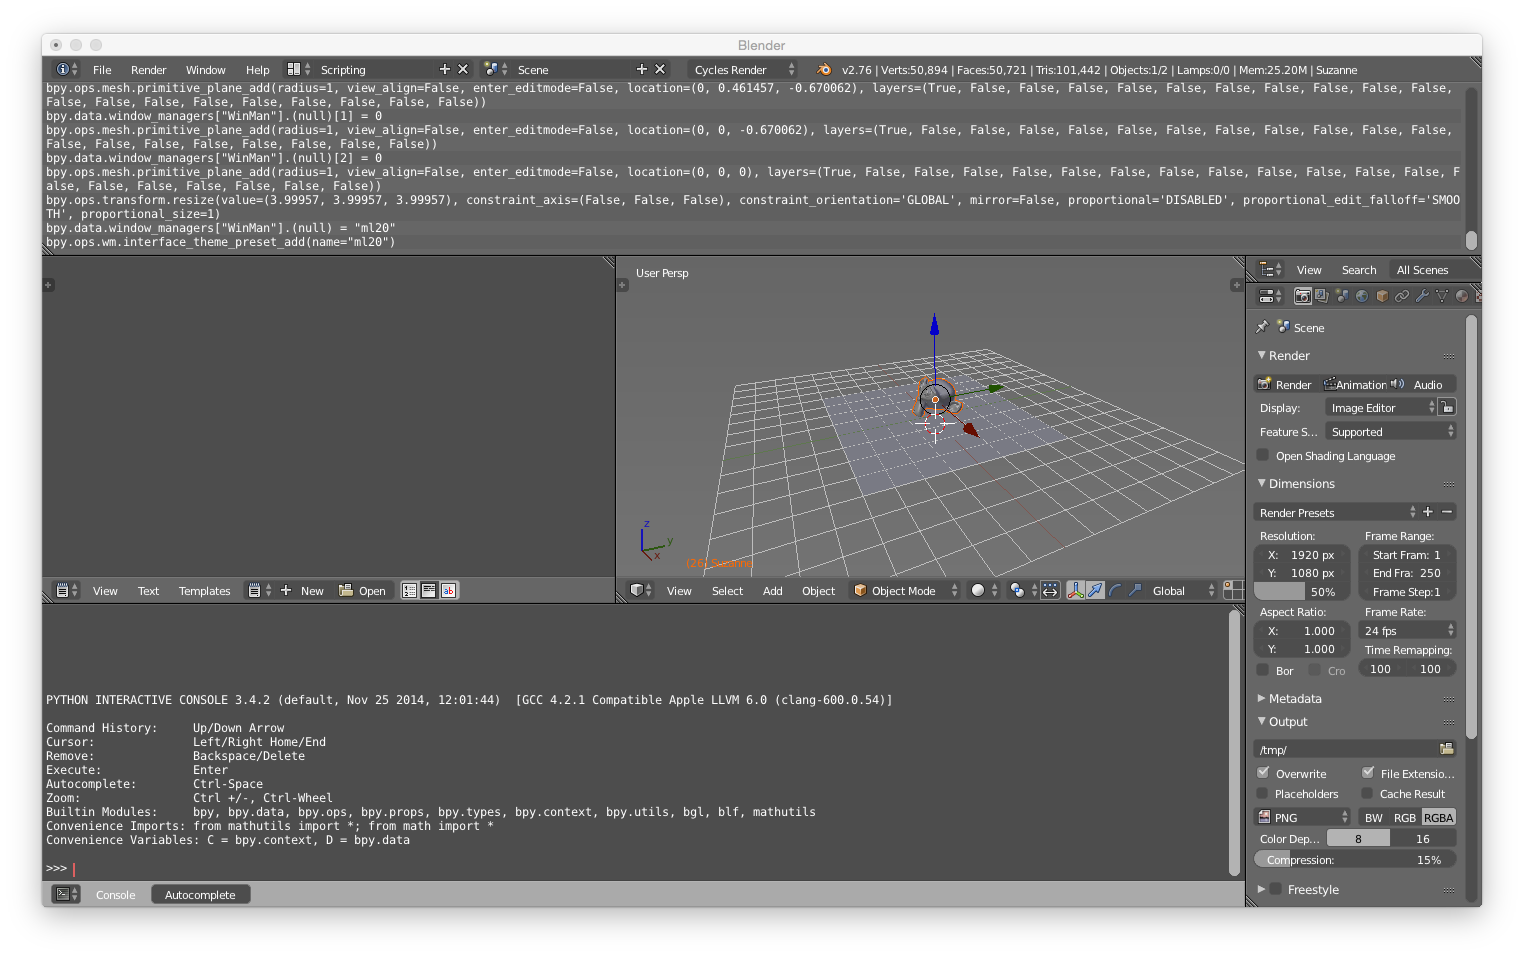 Blender
File Render Window Help Scripting Scene Cycles Render v2.76 | Verts:50,894 | Faces:50,721 | Tris:101,442 | Objects:1/2 | Lamps:0/0 | Mem:25.20M | Suzanne
bpy.ops.mesh.primitive_plane_add(radius=1, view_align=False, enter_editmode=False, location=(0, 0.461457, -0.670062), layers=(True, False, False, False, False, False, False, False, False, False, False, False,
False, False, False, False, False, False, False, False, False))
bpy.data.window_managers["WinMan"].(null)[1] = 0
bpy.ops.mesh.primitive_plane_add(radius=1, view_align=False, enter_editmode=False, location=(0, 0, -0.670062), layers=(True, False, False, False, False, False, False, False, False, False, False, False,
False, False, False, False, False, False, False, False))
bpy.data.window_managers["WinMan"].(null)[2] = 0
bpy.ops.mesh.primitive_plane_add(radius=1, view_align=False, enter_editmode=False, location=(0, 0, 0), layers=(True, False, False, False, False, False, False, False, False, False, False, False, False, F
alse, False, False, False, False, False, False))
bpy.ops.transform.resize(value=(3.99957, 3.99957, 3.99957), constraint_axis=(False, False, False), constraint_orientation='GLOBAL', mirror=False, proportional='DISABLED', proportional_edit_falloff='SMOO
TH', proportional_size=1)
bpy.data.window_managers["WinMan"].(null) = "ml20"
bpy.ops.wm.interface_theme_preset_add(name="ml20")
User Persp
z
y
x
(26) Suzanne
View Text Templates New Open
ab
View Select Add Object Object Mode Global
PYTHON INTERACTIVE CONSOLE 3.4.2 (default, Nov 25 2014, 12:01:44)  [GCC 4.2.1 Compatible Apple LLVM 6.0 (clang-600.0.54)]
Command History: Up/Down Arrow
Cursor: Left/Right Home/End
Remove: Backspace/Delete
Execute: Enter
Autocomplete: Ctrl-Space
Zoom: Ctrl +/-, Ctrl-Wheel
Builtin Modules: bpy, bpy.data, bpy.ops, bpy.props, bpy.types, bpy.context, bpy.utils, bgl, blf, mathutils
Convenience Imports: from mathutils import *; from math import *
Convenience Variables: C = bpy.context, D = bpy.data
>>>
Console Autocomplete
View Search All Scenes
Scene
Render
Render Animation Audio
Display: Image Editor
Feature S... Supported
Open Shading Language
Dimensions
Render Presets
Resolution: Frame Range:
X: 1920 px Start Fram: 1
Y: 1080 px End Fra: 250
50% Frame Step:1
Aspect Ratio: Frame Rate:
X: 1.000 24 fps
Y: 1.000 Time Remapping:
Bor Cro 100 100
Metadata
Output
/tmp/
Overwrite File Extensio...
Placeholders Cache Result
PNG BW RGB RGBA
Color Dep... 8 16
Compression: 15%
Freestyle